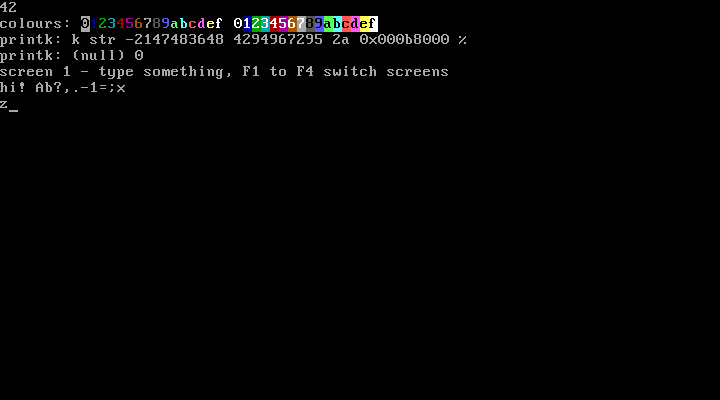 42
colours: 0123456789abcdef 0123456789abcdef
printk: k str -2147483648 4294967295 2a 0x000b8000 %
printk: (null) 0
screen 1 - type something, F1 to F4 switch screens
hi! Ab?,.-1=;x
z_